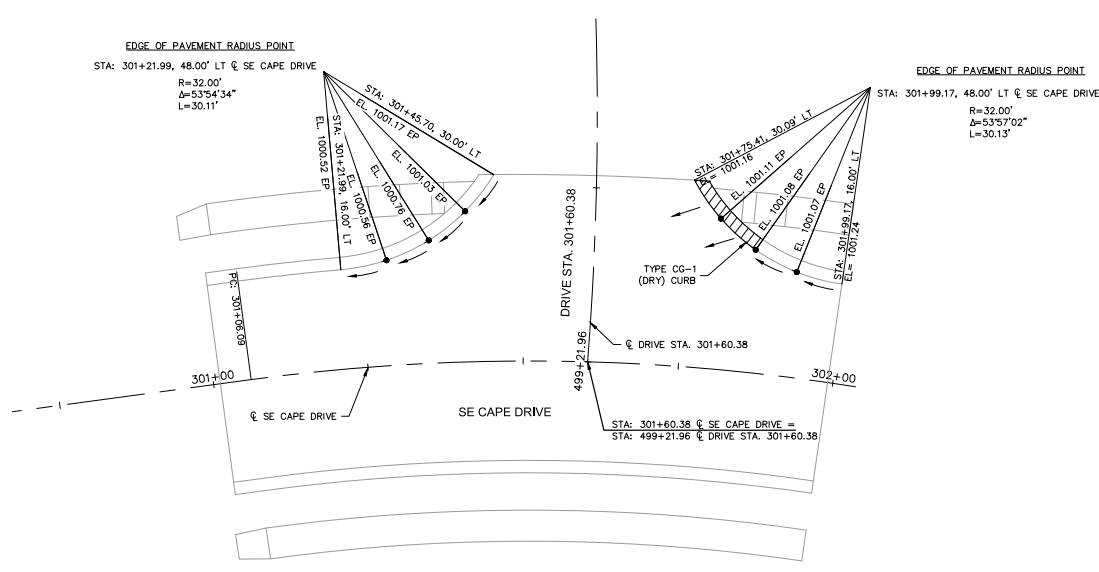 EDGE OF PAVEMENT RADIUS POINT
STA: 301+21.99, 48.00' LT ℄ SE CAPE DRIVE
R=32.00'
Δ=53°54'34"
L=30.11'
EDGE OF PAVEMENT RADIUS POINT
STA: 301+99.17, 48.00' LT ℄ SE CAPE DRIVE
R=32.00'
Δ=53°57'02"
L=30.13'
STA: 301+45.70, 30.00' LT
EL. 1001.17 EP
EL. 1001.03 EP
EL. 1000.76 EP
EL. 1000.56 EP
STA: 301+21.99, 16.00' LT
EL. 1000.52 EP
STA: 301+75.41, 30.09' LT
EL= 1001.16
EL. 1001.11 EP
EL. 1001.08 EP
EL. 1001.07 EP
STA: 301+99.17, 16.00' LT
EL= 1001.24
TYPE CG-1
(DRY) CURB
DRIVE STA. 301+60.38
PC: 301+06.09
499+21.96
℄ DRIVE STA. 301+60.38
301+00
302+00
℄ SE CAPE DRIVE
SE CAPE DRIVE
STA: 301+60.38 ℄ SE CAPE DRIVE =
STA: 499+21.96 ℄ DRIVE STA. 301+60.38